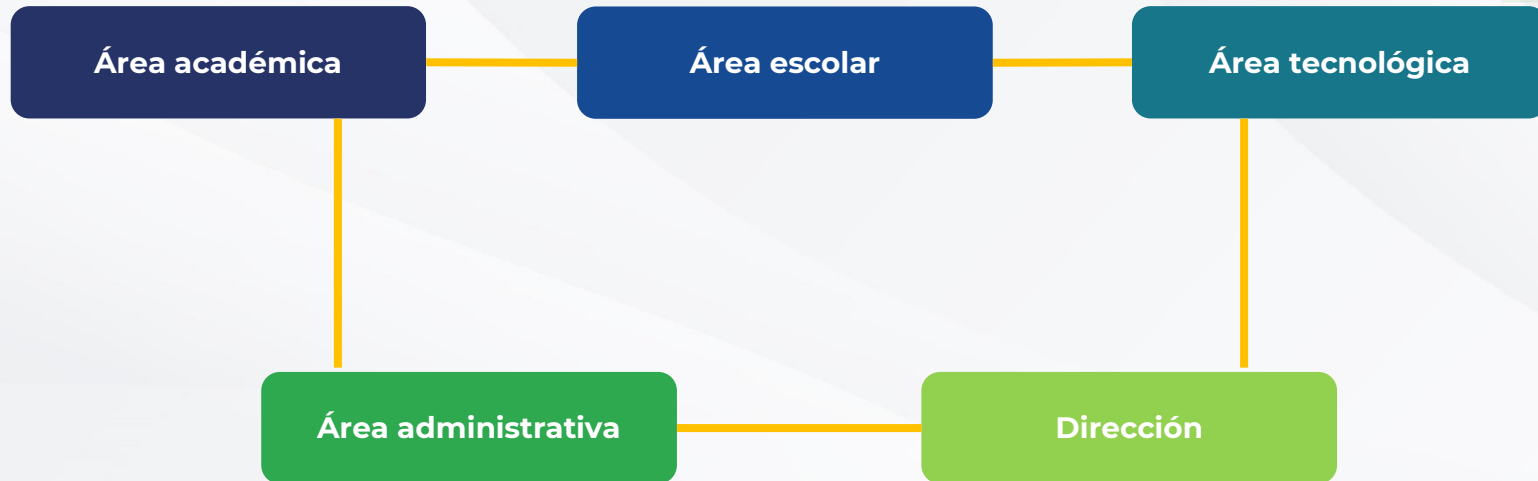 Área académica
Área escolar
Área tecnológica
Área administrativa
Dirección